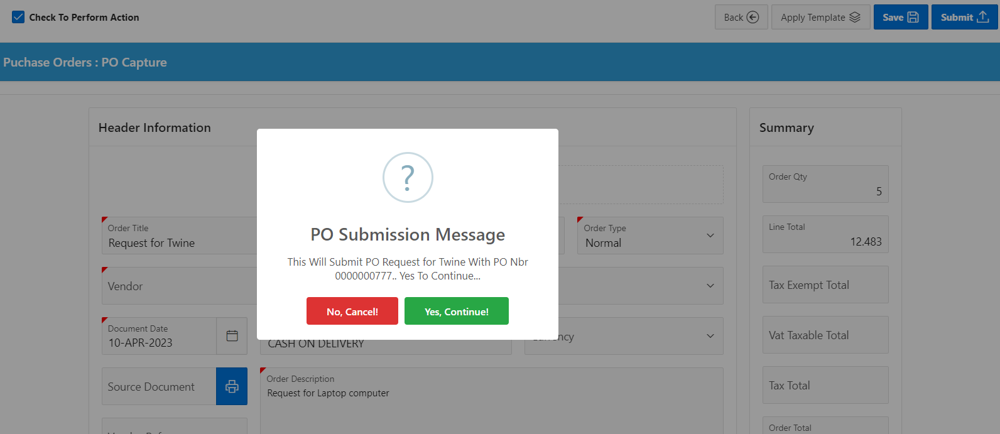 Check To Perform Action
Back
Apply Template
Save
Submit
Puchase Orders : PO Capture
Header Information
Summary
?
PO Submission Message
This Will Submit PO Request for Twine With PO Nbr
0000000777.. Yes To Continue...
No, Cancel!
Yes, Continue!
Order Title
Request for Twine
Order Type
Normal
Vendor
Document Date
10-APR-2023
CASH ON DELIVERY
Source Document
Order Description
Request for Laptop computer
Order Qty
5
Line Total
12.483
Tax Exempt Total
Vat Taxable Total
Tax Total
Order Total